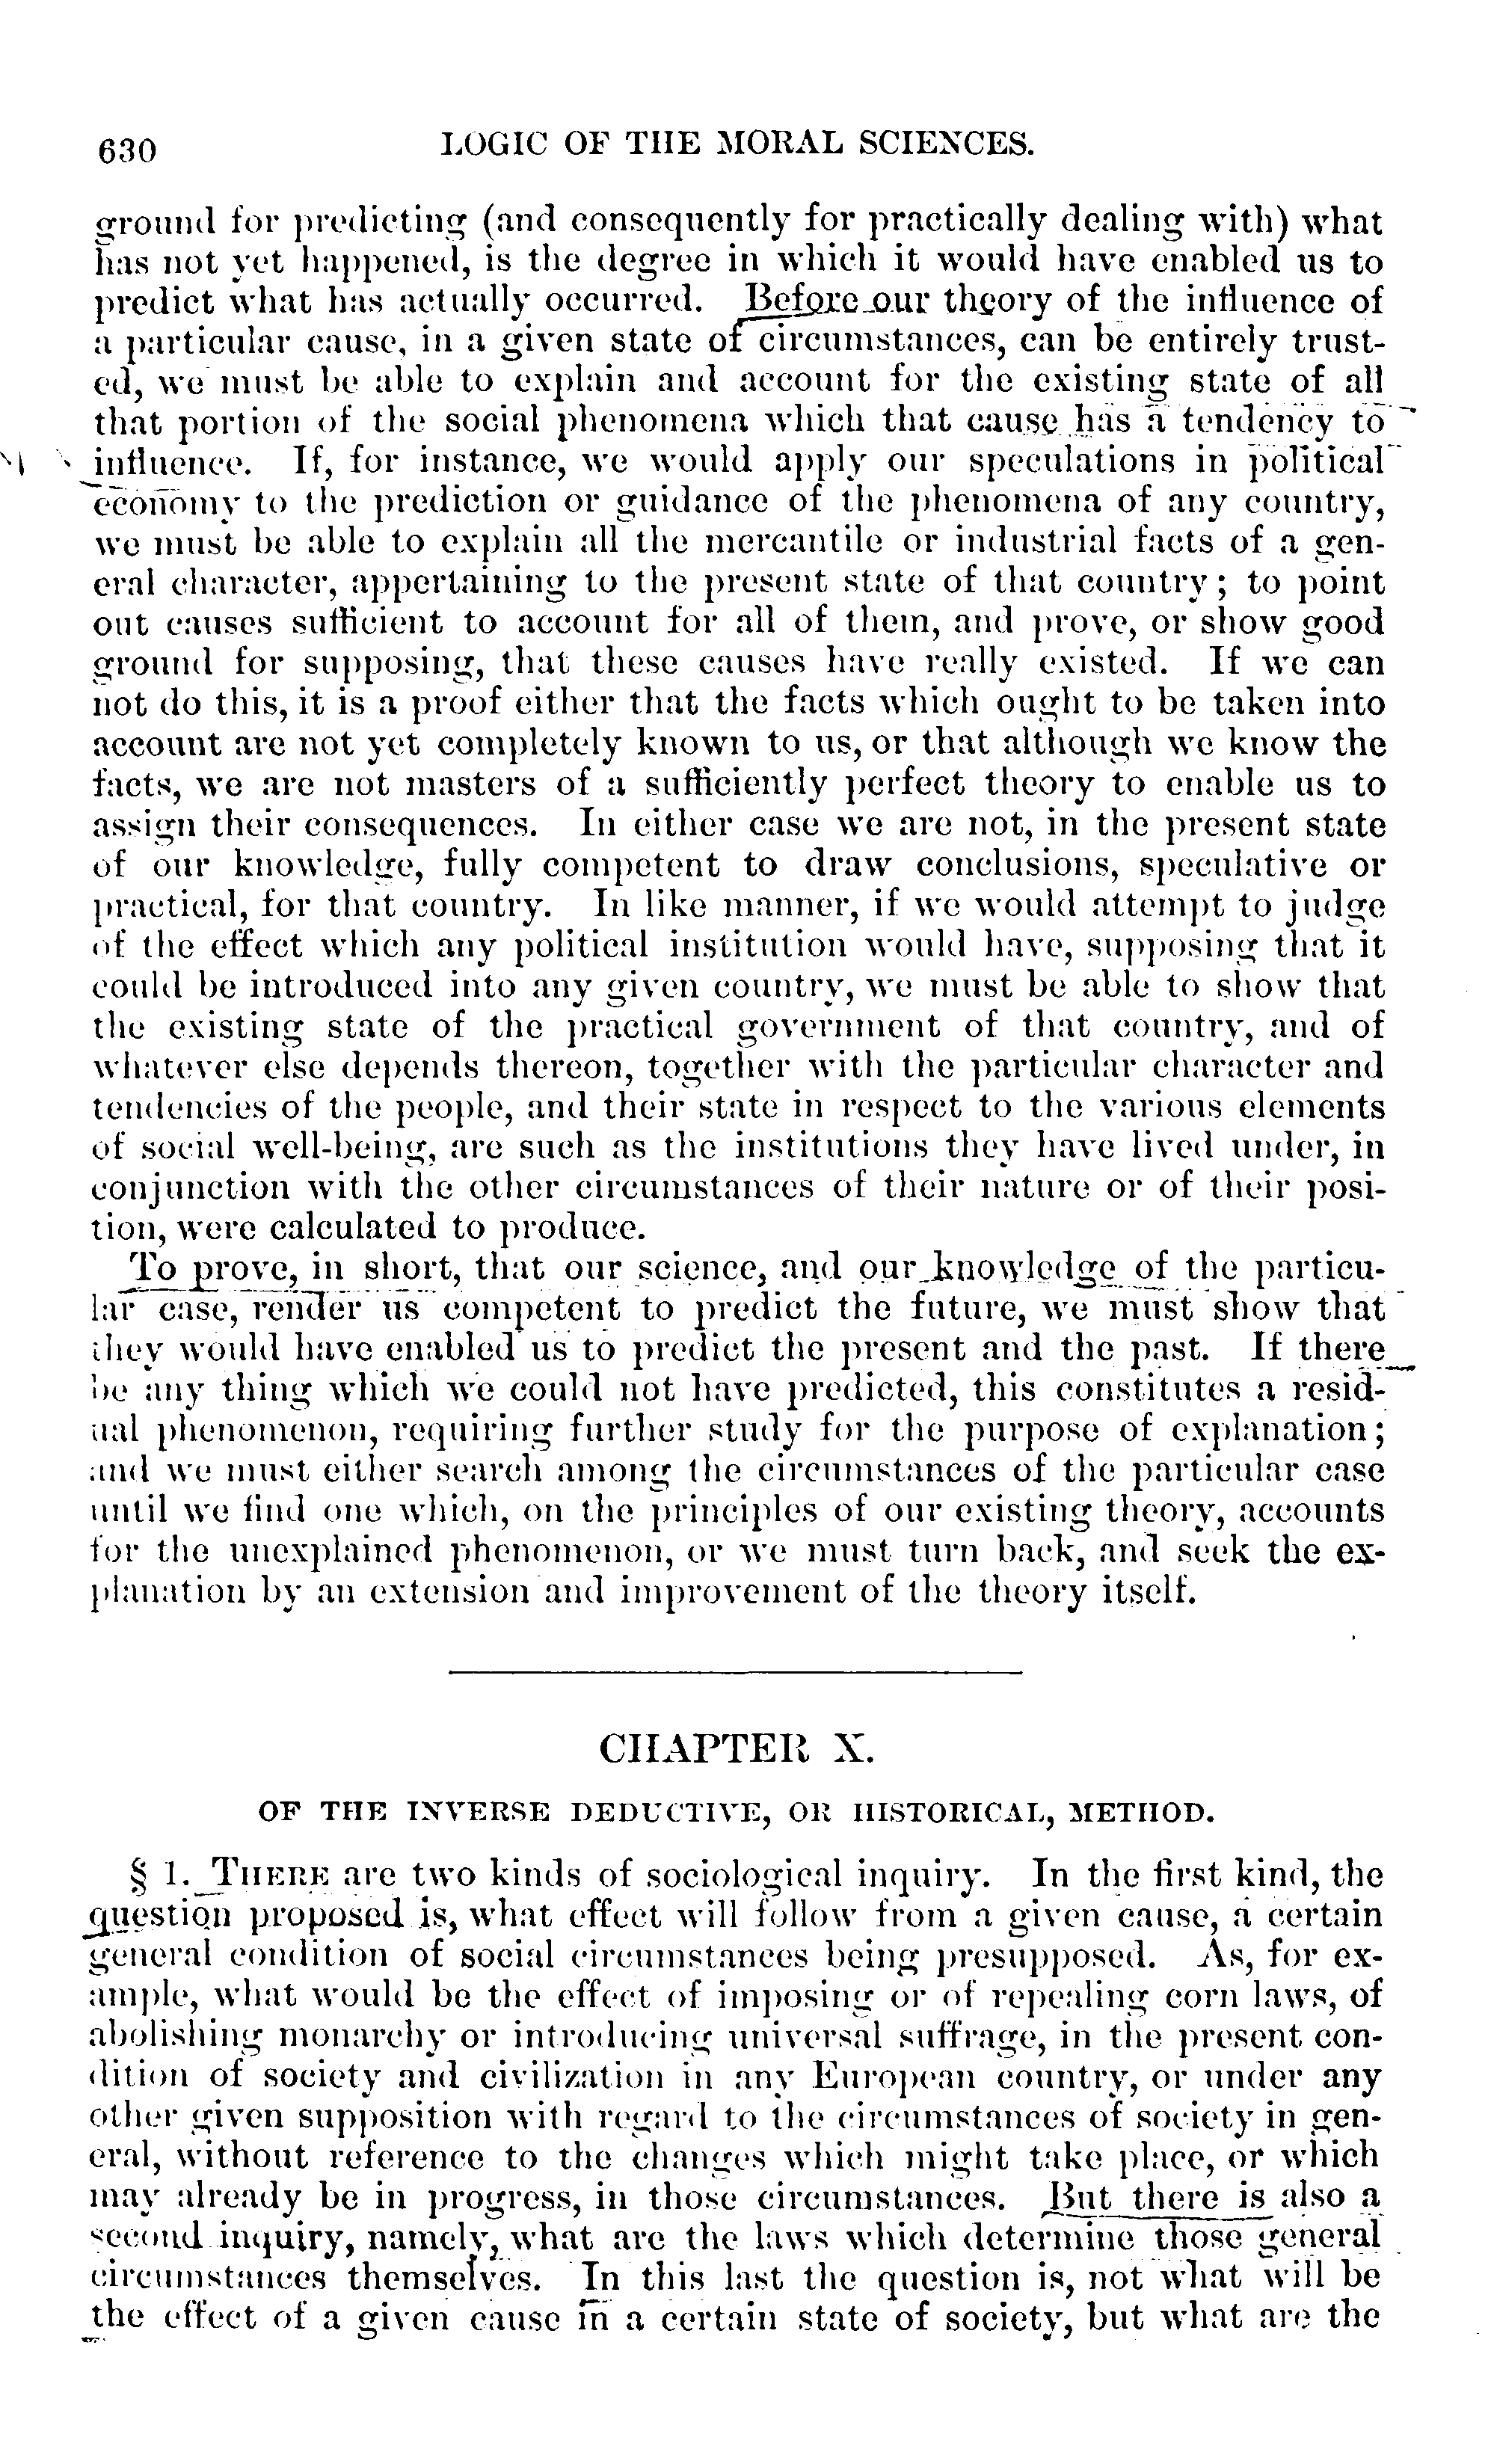 630 LOGIC OF THE MORAL SCIENCES.
ground for predicting (and consequently for practically dealing with) what
has not yet happened, is the degree in which it would have enabled us to
predict what has actually occurred. Before our theory of the influence of
a particular cause, in a given state of circumstances, can be entirely trust-
ed, we must be able to explain and account for the existing state of all
that portion of the social phenomena which that cause has a tendency to
influence. If, for instance, we would apply our speculations in political
economy to the prediction or guidance of the phenomena of any country,
we must be able to explain all the mercantile or industrial facts of a gen-
eral character, appertaining to the present state of that country; to point
out causes sufficient to account for all of them, and prove, or show good
ground for supposing, that these causes have really existed. If we can
not do this, it is a proof either that the facts which ought to be taken into
account are not yet completely known to us, or that although we know the
facts, we are not masters of a sufficiently perfect theory to enable us to
assign their consequences. In either case we are not, in the present state
of our knowledge, fully competent to draw conclusions, speculative or
practical, for that country. In like manner, if we would attempt to judge
of the effect which any political institution would have, supposing that it
could be introduced into any given country, we must be able to show that
the existing state of the practical government of that country, and of
whatever else depends thereon, together with the particular character and
tendencies of the people, and their state in respect to the various elements
of social well-being, are such as the institutions they have lived under, in
conjunction with the other circumstances of their nature or of their posi-
tion, were calculated to produce.
To prove, in short, that our science, and our knowledge of the particu-
lar case, render us competent to predict the future, we must show that
they would have enabled us to predict the present and the past. If there
be any thing which we could not have predicted, this constitutes a resid-
ual phenomenon, requiring further study for the purpose of explanation;
and we must either search among the circumstances of the particular case
until we find one which, on the principles of our existing theory, accounts
for the unexplained phenomenon, or we must turn back, and seek the ex-
planation by an extension and improvement of the theory itself.
CHAPTER X.
OF THE INVERSE DEDUCTIVE, OR HISTORICAL, METHOD.
§ 1. THERE are two kinds of sociological inquiry. In the first kind, the
question proposed is, what effect will follow from a given cause, a certain
general condition of social circumstances being presupposed. As, for ex-
ample, what would be the effect of imposing or of repealing corn laws, of
abolishing monarchy or introducing universal suffrage, in the present con-
dition of society and civilization in any European country, or under any
other given supposition with regard to the circumstances of society in gen-
eral, without reference to the changes which might take place, or which
may already be in progress, in those circumstances. But there is also a
second inquiry, namely, what are the laws which determine those general
circumstances themselves. In this last the question is, not what will be
the effect of a given cause in a certain state of society, but what are the